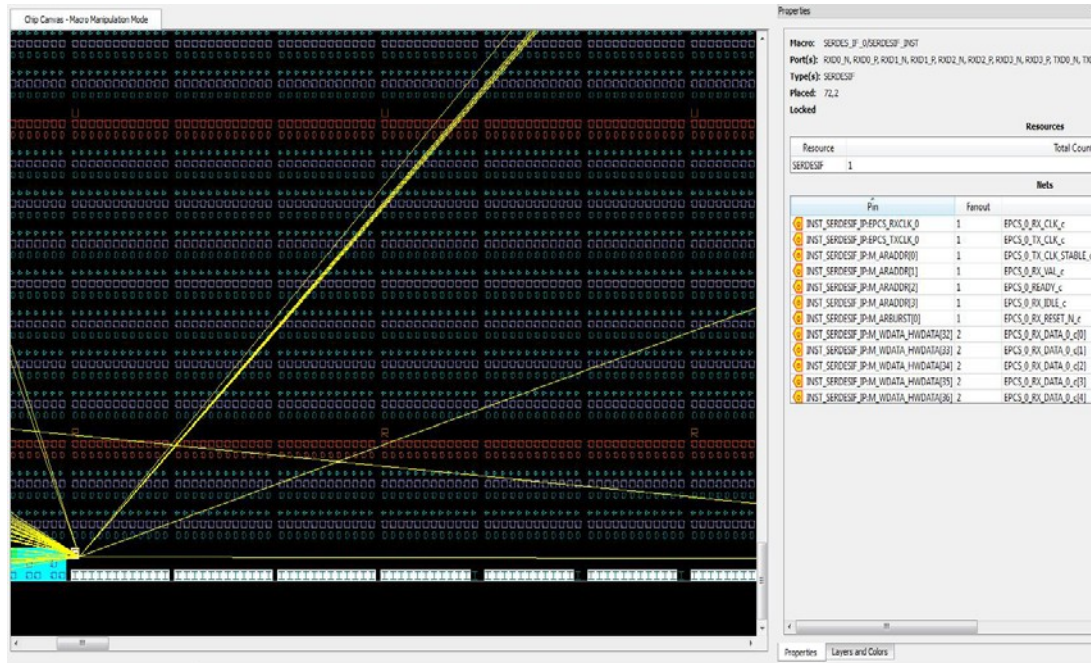 Chip Canvas - Macro Manipulation Mode
Properties
Macro: SERDES_IF_0/SERDESIF_INST
Port(s): RXD0_N, RXD0_P, RXD1_N, RXD1_P, RXD2_N, RXD2_P, RXD3_N, RXD3_P, TXD0_N, TX
Type(s): SERDESIF
Placed: 72,2
Locked
Resources
Resource Total Coun
SERDESIF 1
Nets
Pin Fanout
INST_SERDESIF_IP:EPCS_RXCLK_0 1 EPCS_0_RX_CLK_c
INST_SERDESIF_IP:EPCS_TXCLK_0 1 EPCS_0_TX_CLK_c
INST_SERDESIF_IP:M_ARADDR[0] 1 EPCS_0_TX_CLK_STABLE_c
INST_SERDESIF_IP:M_ARADDR[1] 1 EPCS_0_RX_VAL_c
INST_SERDESIF_IP:M_ARADDR[2] 1 EPCS_0_READY_c
INST_SERDESIF_IP:M_ARADDR[3] 1 EPCS_0_RX_IDLE_c
INST_SERDESIF_IP:M_ARBURST[0] 1 EPCS_0_RX_RESET_N_c
INST_SERDESIF_IP:M_WDATA_HWDATA[32] 2 EPCS_0_RX_DATA_0_c[0]
INST_SERDESIF_IP:M_WDATA_HWDATA[33] 2 EPCS_0_RX_DATA_0_c[1]
INST_SERDESIF_IP:M_WDATA_HWDATA[34] 2 EPCS_0_RX_DATA_0_c[2]
INST_SERDESIF_IP:M_WDATA_HWDATA[35] 2 EPCS_0_RX_DATA_0_c[3]
INST_SERDESIF_IP:M_WDATA_HWDATA[36] 2 EPCS_0_RX_DATA_0_c[4]
Properties Layers and Colors